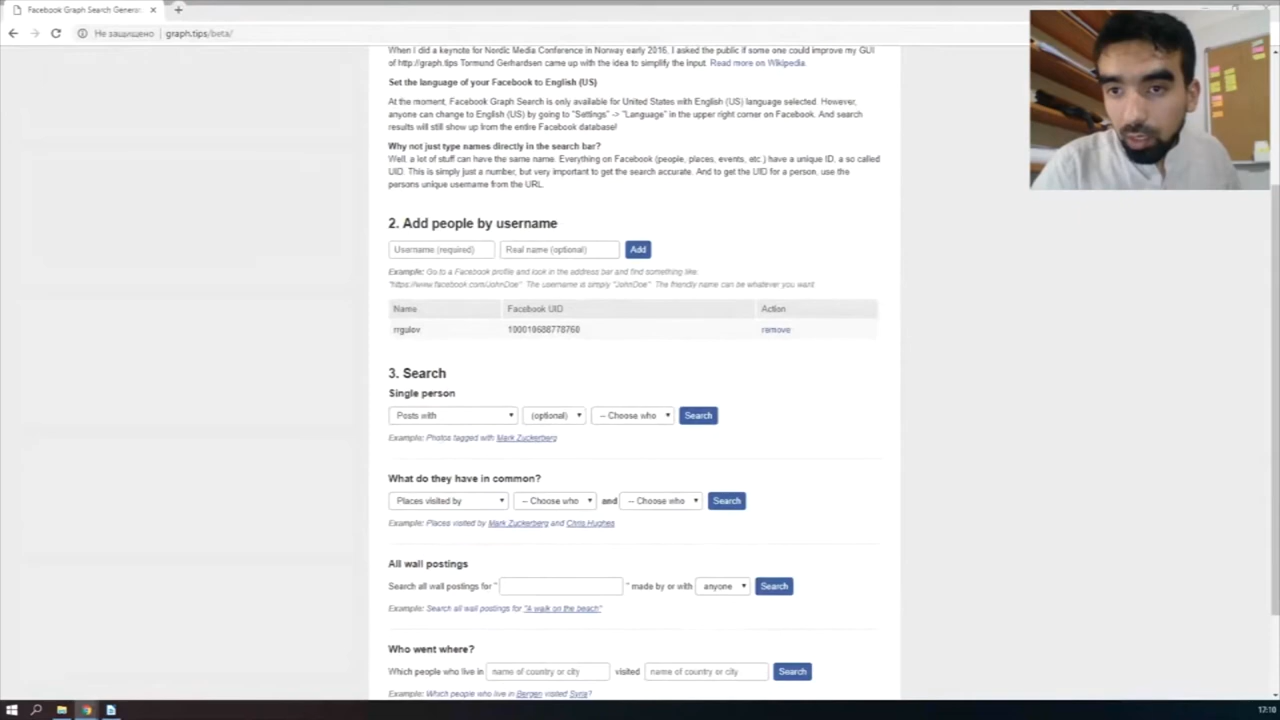 Facebook Graph Search Generat
Не защищено
graph.tips/beta/
When I did a keynote for Nordic Media Conference in Norway early 2016, I asked the public if some one could improve my GUI
of http://graph.tips Tormund Gerhardsen came up with the idea to simplify the input. Read more on Wikipedia.
Set the language of your Facebook to English (US)
At the moment, Facebook Graph Search is only available for United States with English (US) language selected. However,
anyone can change to English (US) by going to "Settings" -> "Language" in the upper right corner on Facebook. And search
results will still show up from the entire Facebook database!
Why not just type names directly in the search bar?
Well, a lot of stuff can have the same name. Everything on Facebook (people, places, events, etc.) have a unique ID, a so called
UID. This is simply just a number, but very important to get the search accurate. And to get the UID for a person, use the
persons unique username from the URL.
2. Add people by username
Username (required) Real name (optional) Add
Example: Go to a Facebook profile and look in the address bar and find something like:
"https://www.facebook.com/JohnDoe" The username is simply "JohnDoe" The friendly name can be whatever you want
Name Facebook UID Action
rrgulov 100019688778760 remove
3. Search
Single person
Posts with (optional) -- Choose who Search
Example: Photos tagged with Mark Zuckerberg
What do they have in common?
Places visited by -- Choose who and -- Choose who Search
Example: Places visited by Mark Zuckerberg and Chris Hughes
All wall postings
Search all wall postings for " " made by or with anyone Search
Example: Search all wall postings for "A walk on the beach"
Who went where?
Which people who live in name of country or city visited name of country or city Search
Example: Which people who live in Bergen visited Syria?
17:10